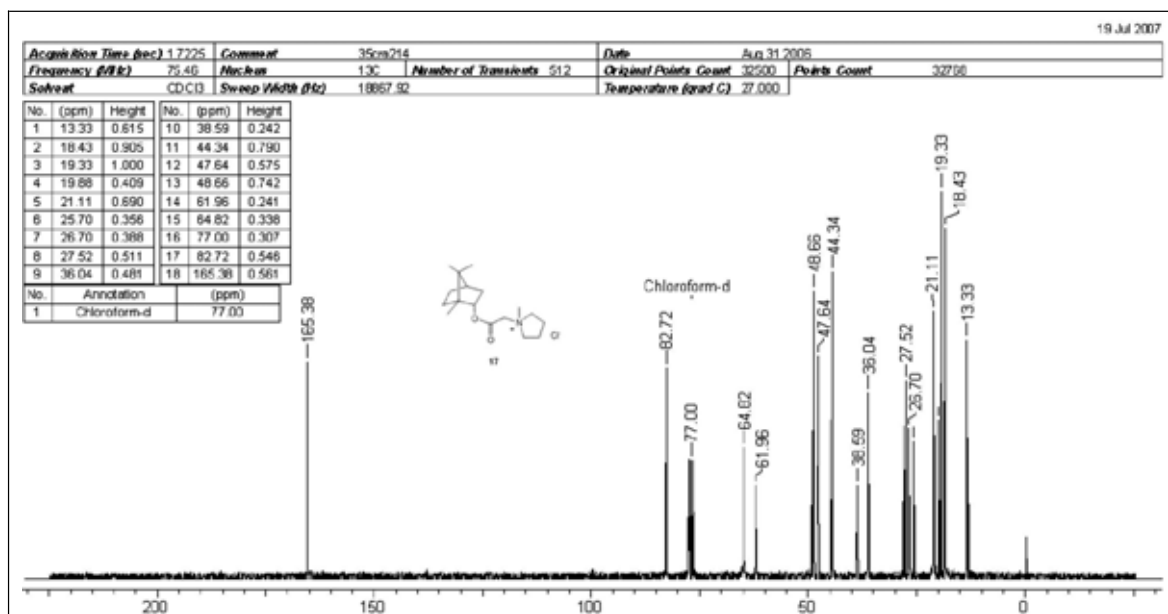 19 Jul 2007
Acquisition Time (sec) 1.7225 Comment 35cm214 Date Aug 31 2006
Frequency (MHz) 75.46 Nucleus 13C Number of Transients 512 Original Points Count 32500 Points Count 32768
Solvent CDCl3 Sweep Width (Hz) 18867.92 Temperature (grad C) 27.000
No. (ppm) Height No. (ppm) Height
1 13.33 0.615 10 38.59 0.242
2 18.43 0.905 11 44.34 0.790
3 19.33 1.000 12 47.64 0.575
4 19.88 0.409 13 48.66 0.742
5 21.11 0.690 14 61.96 0.241
6 25.70 0.356 15 64.82 0.338
7 26.70 0.388 16 77.00 0.307
8 27.52 0.511 17 82.72 0.546
9 36.04 0.481 18 165.38 0.561
No. Annotation (ppm)
1 Chloroform-d 77.00
Chloroform-d
N
+
O
O
165.38
82.72
77.00
64.82
61.96
48.66
47.64
44.34
38.59
36.04
27.52
26.70
21.11
19.33
18.43
13.33
200 150 100 50 0